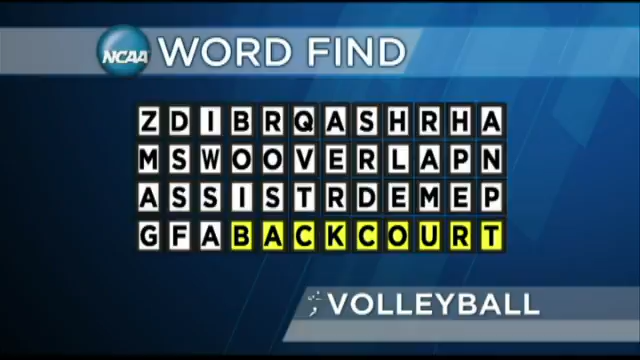 NCAA WORD FIND
ZDIBRQASHRHA
MSWOOVERLAPN
ASSISTRDEMEP
GFABACKCOURT
VOLLEYBALL